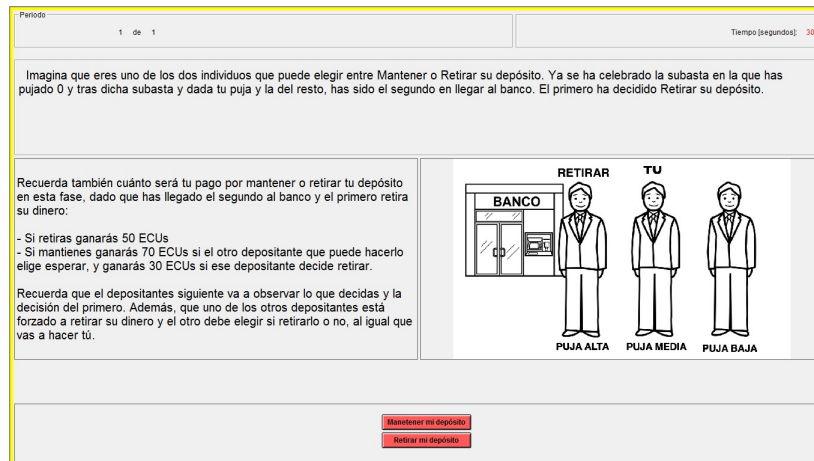 Periodo
1 de 1
Tiempo [segundos]: 30
Imagina que eres uno de los dos individuos que puede elegir entre Mantener o Retirar su depósito. Ya se ha celebrado la subasta en la que has
pujado 0 y tras dicha subasta y dada tu puja y la del resto, has sido el segundo en llegar al banco. El primero ha decidido Retirar su depósito.
Recuerda también cuánto será tu pago por mantener o retirar tu depósito
en esta fase, dado que has llegado el segundo al banco y el primero retira
su dinero:
- Si retiras ganarás 50 ECUs
- Si mantienes ganarás 70 ECUs si el otro depositante que puede hacerlo
elige esperar, y ganarás 30 ECUs si ese depositante decide retirar.
Recuerda que el depositantes siguiente va a observar lo que decidas y la
decisión del primero. Además, que uno de los otros depositantes está
forzado a retirar su dinero y el otro debe elegir si retirarlo o no, al igual que
vas a hacer tú.
RETIRAR TU
BANCO
PUJA ALTA PUJA MEDIA PUJA BAJA
Manetener mi depósito
Retirar mi depósito